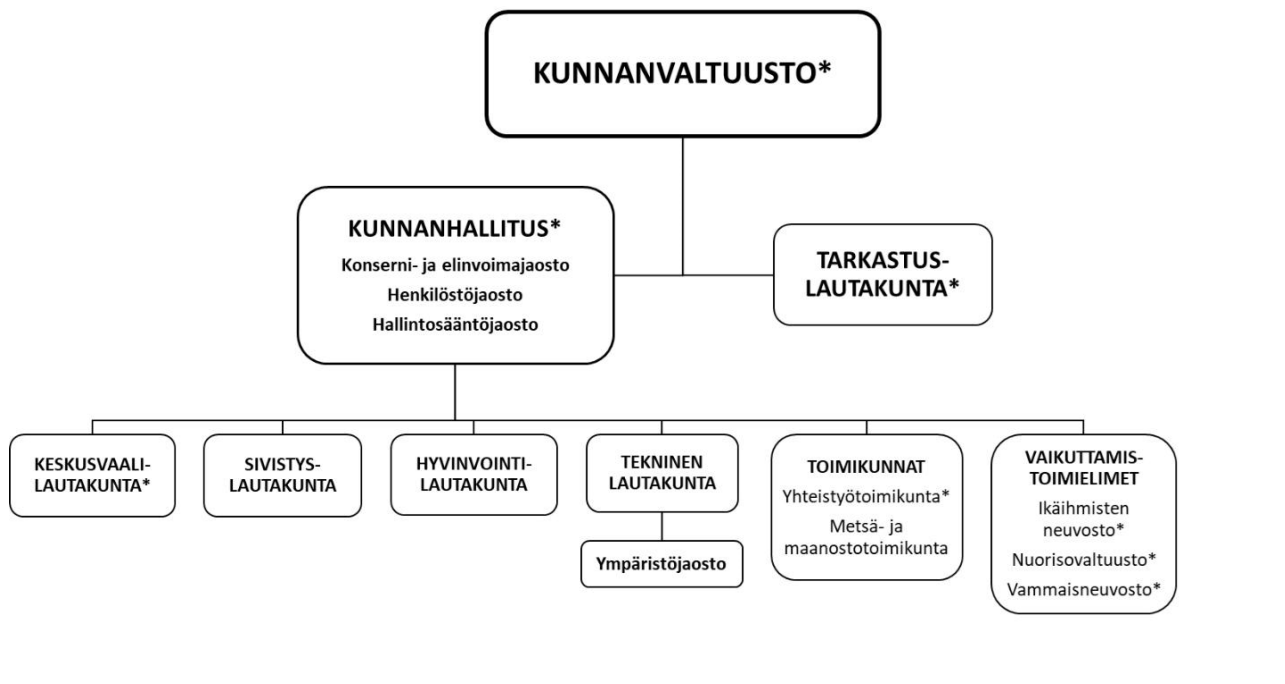 KUNNANVALTUUSTO*
KUNNANHALLITUS*
Konserni- ja elinvoimajaosto
Henkilöstöjaosto
Hallintosääntöjaosto
TARKASTUS-
LAUTAKUNTA*
KESKUSVAALI-
LAUTAKUNTA*
SIVISTYS-
LAUTAKUNTA
HYVINVOINTI-
LAUTAKUNTA
TEKNINEN
LAUTAKUNTA
Ympäristöjaosto
TOIMIKUNNAT
Yhteistyötoimikunta*
Metsä- ja
maanostotoimikunta
VAIKUTTAMIS-
TOIMIELIMET
Ikäihmisten
neuvosto*
Nuorisovaltuusto*
Vammaisneuvosto*